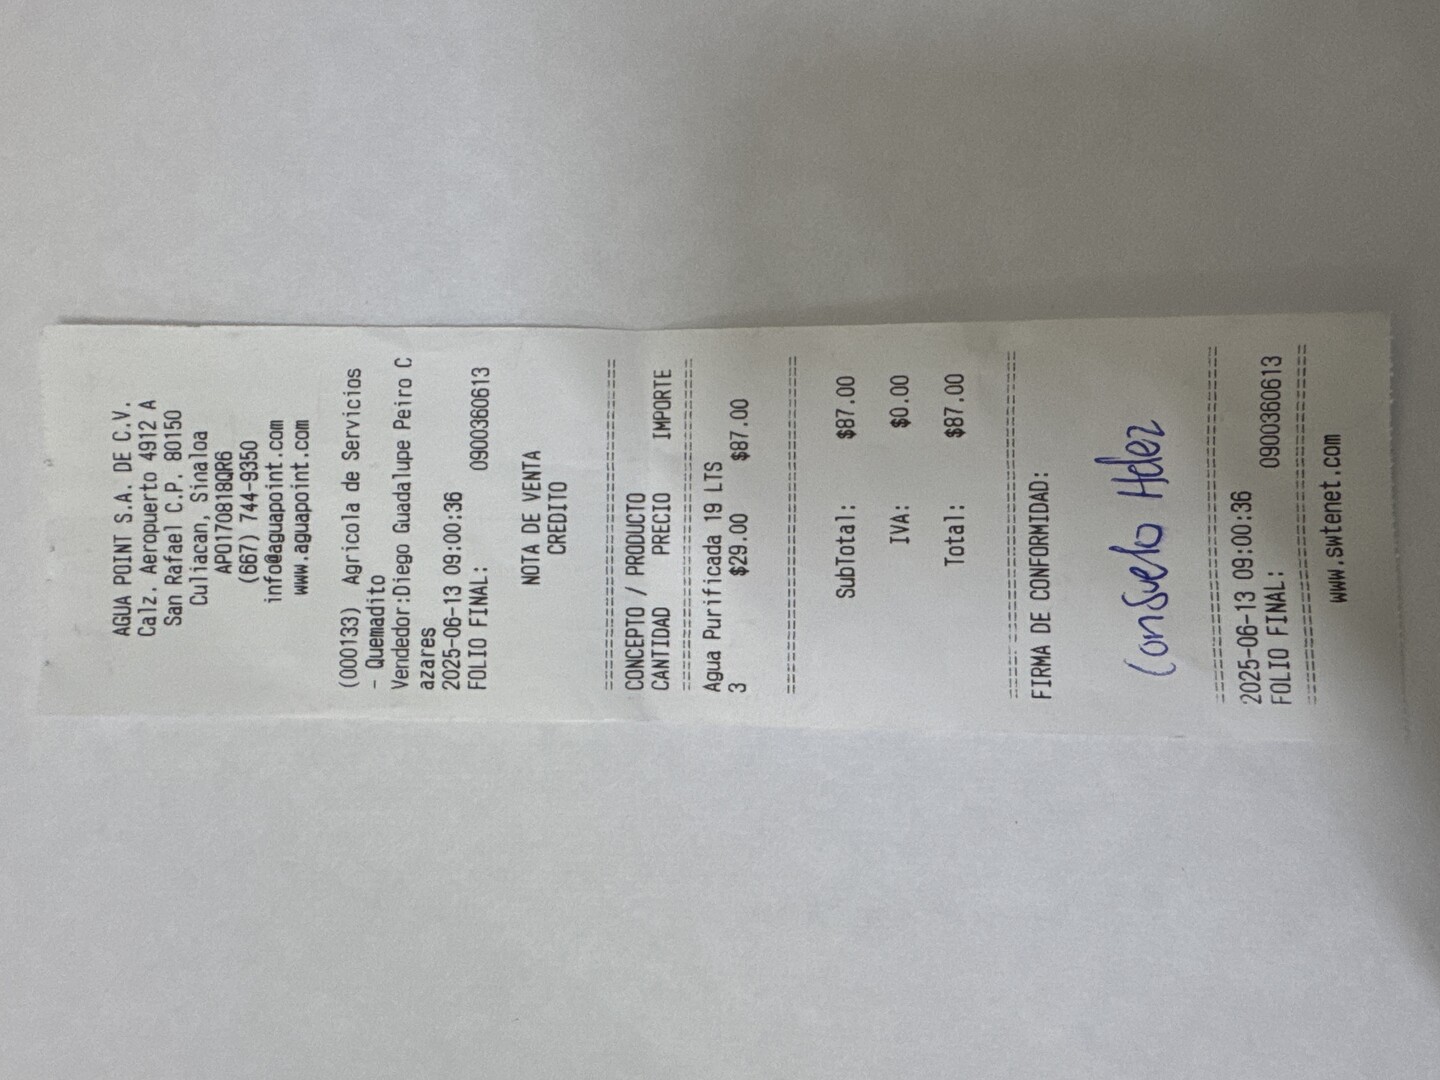 AGUA POINT S.A. DE C.V.
Calz. Aeropuerto 4912 A
San Rafael C.P. 80150
Culiacan, Sinaloa
APO170818QR6
(667) 744-9350
info@aguapoint.com
www.aguapoint.com
(000133) Agricola de Servicios
- Quemadito
Vendedor:Diego Guadalupe Peiro C
azares
2025-06-13 09:00:36
FOLIO FINAL: 0900360613
NOTA DE VENTA
CREDITO
CONCEPTO / PRODUCTO
CANTIDAD PRECIO IMPORTE
Agua Purificada 19 LTS
3 $29.00 $87.00
SubTotal: $87.00
IVA: $0.00
Total: $87.00
FIRMA DE CONFORMIDAD:
Consuelo
2025-06-13 09:00:36
FOLIO FINAL: 0900360613
www.swtenet.com